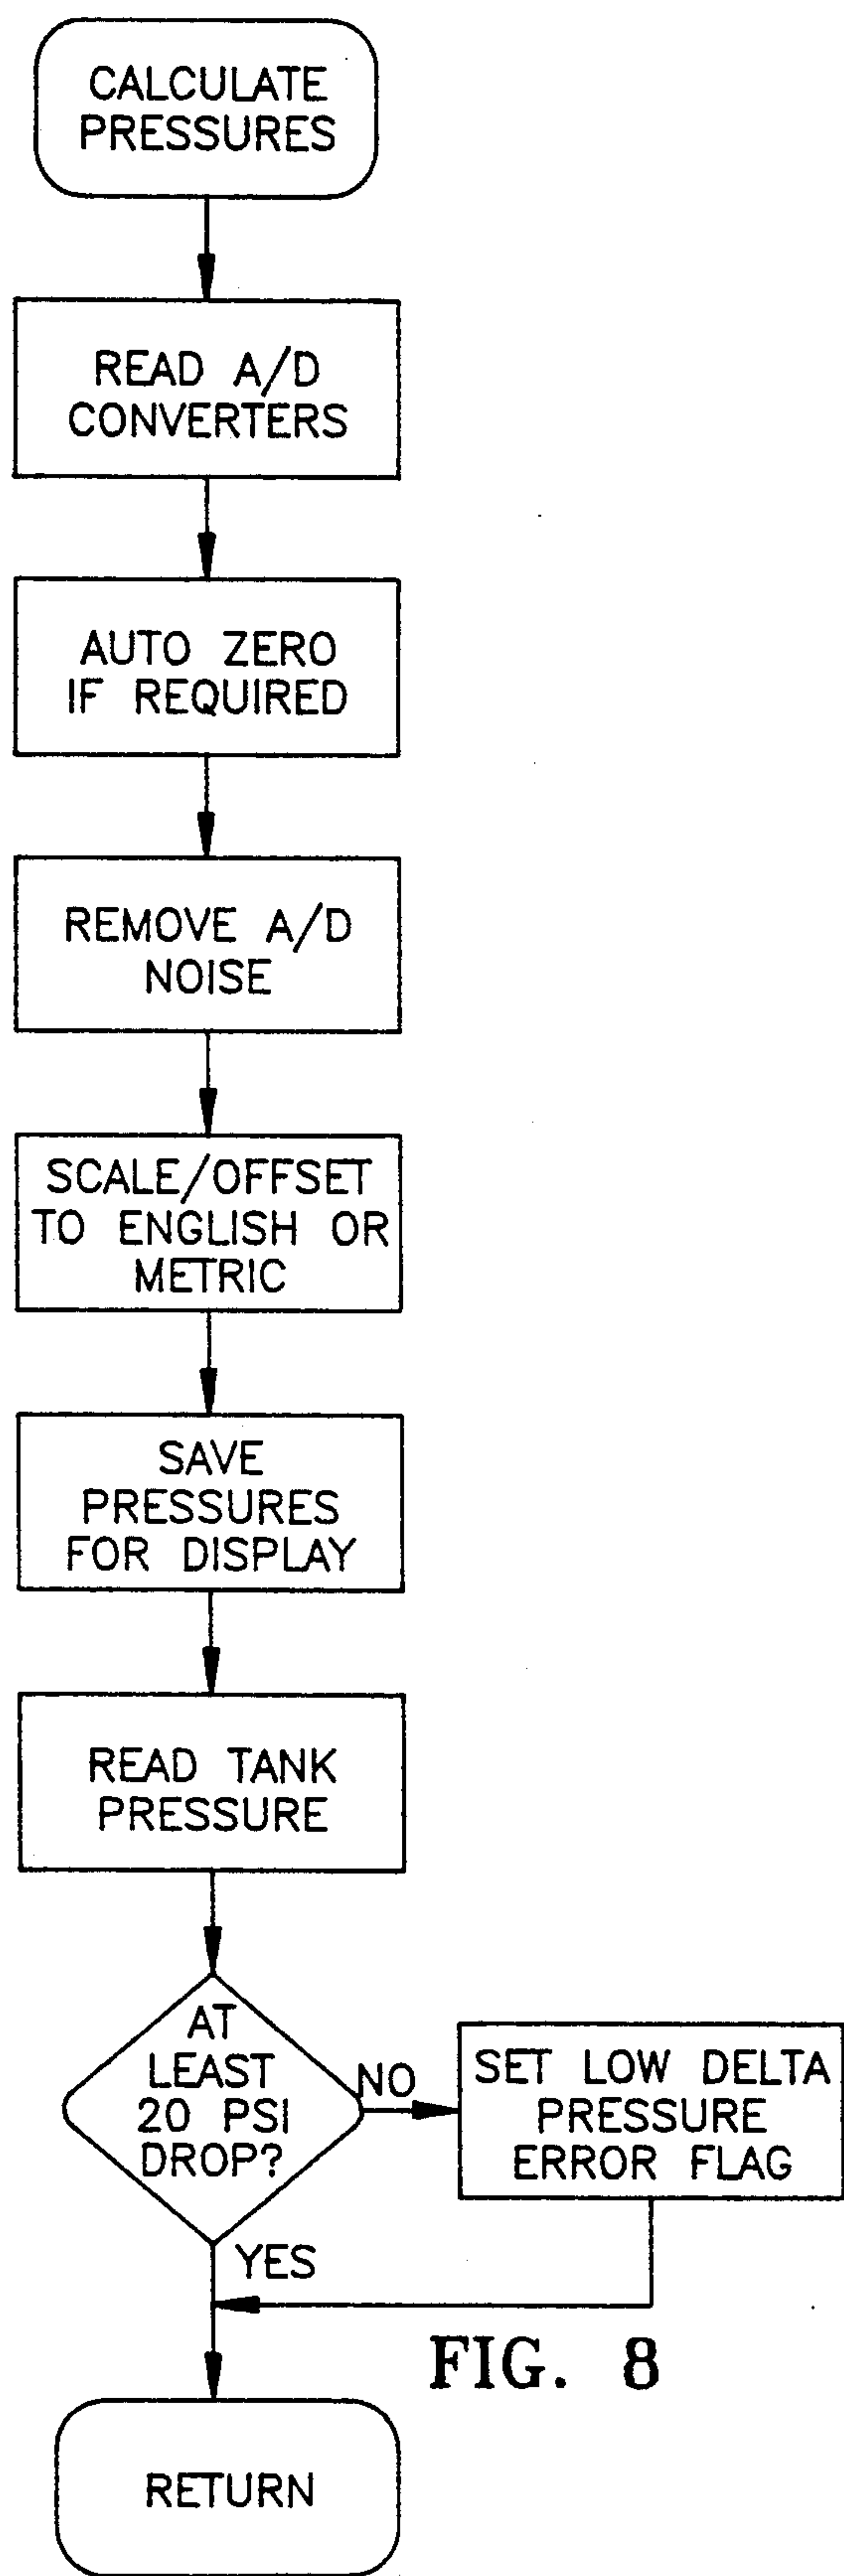 CALCULATE
PRESSURES
READ A/D
CONVERTERS
AUTO ZERO
IF REQUIRED
REMOVE A/D
NOISE
SCALE/OFFSET
TO ENGLISH OR
METRIC
SAVE
PRESSURES
FOR DISPLAY
READ TANK
PRESSURE
AT
LEAST
20 PSI
DROP?
NO
SET LOW DELTA
PRESSURE
ERROR FLAG
YES
FIG. 8
RETURN